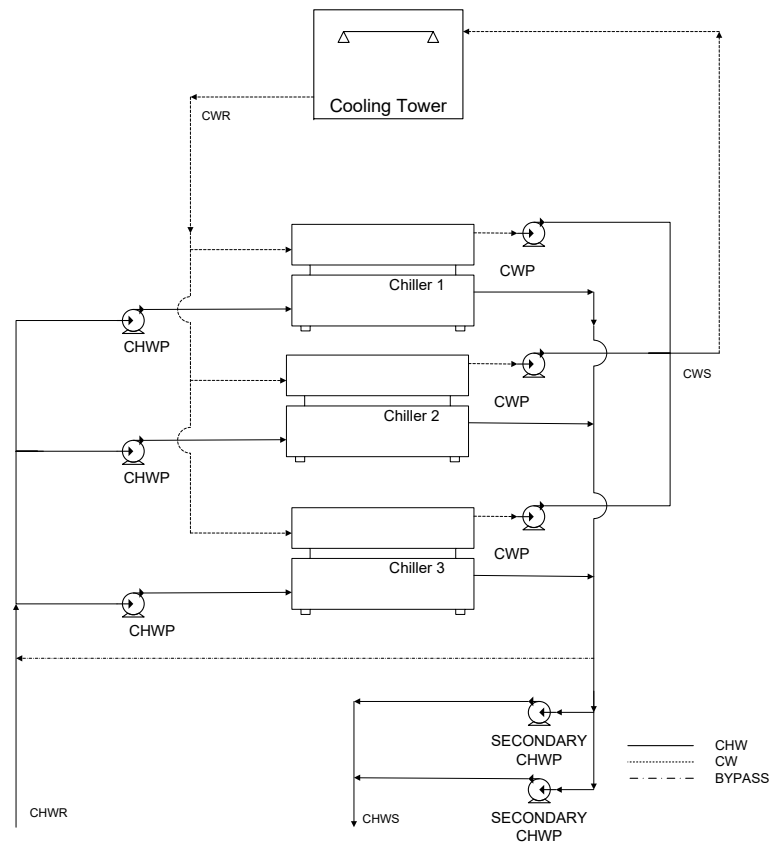 Cooling Tower
CWR
CWP
Chiller 1
CHWP
CWP
CWS
Chiller 2
CHWP
CWP
Chiller 3
CHWP
SECONDARY
CHWP
CHW
CW
BYPASS
SECONDARY
CHWP
CHWR
CHWS